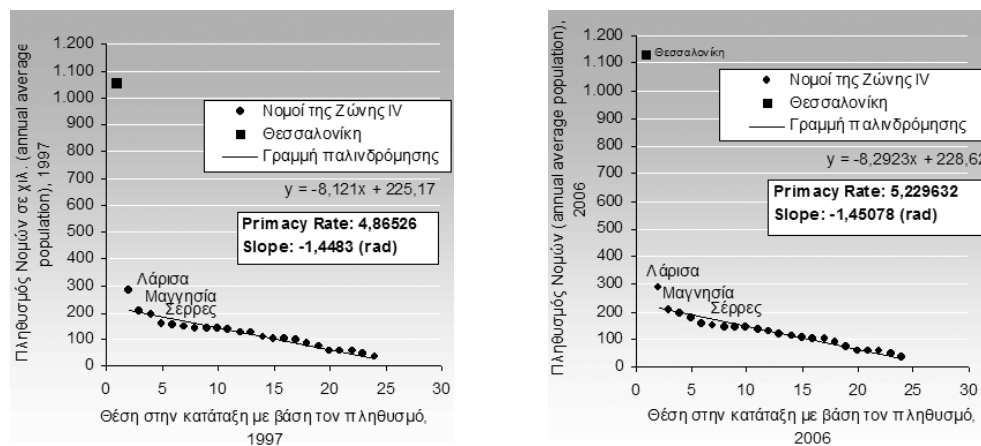 Πληθυσμός Νομών σε χιλ. (annual average
population), 1997
1.200
1.100
1.000
900
800
700
600
500
400
300
200
100
0
● Νομοί της Ζώνης IV
■ Θεσσαλονίκη
Γραμμή παλινδρόμησης
y = -8,121x + 225,17
Primacy Rate: 4,86526
Slope: -1,4483 (rad)
Λάρισα
Μαγνησία
Σέρρες
0 5 10 15 20 25 30
Θέση στην κατάταξη με βάση τον πληθυσμό,
1997
Πληθυσμός Νομών (annual average population),
2006
1.200
1.100
1.000
900
800
700
600
500
400
300
200
100
0
Θεσσαλονίκη
● Νομοί της Ζώνης IV
■ Θεσσαλονίκη
Γραμμή παλινδρόμησης
y = -8,2923x + 228,62
Primacy Rate: 5,229632
Slope: -1,45078 (rad)
Λάρισα
Μαγνησία
Σέρρες
0 5 10 15 20 25 30
Θέση στην κατάταξη με βάση τον πληθυσμό,
2006